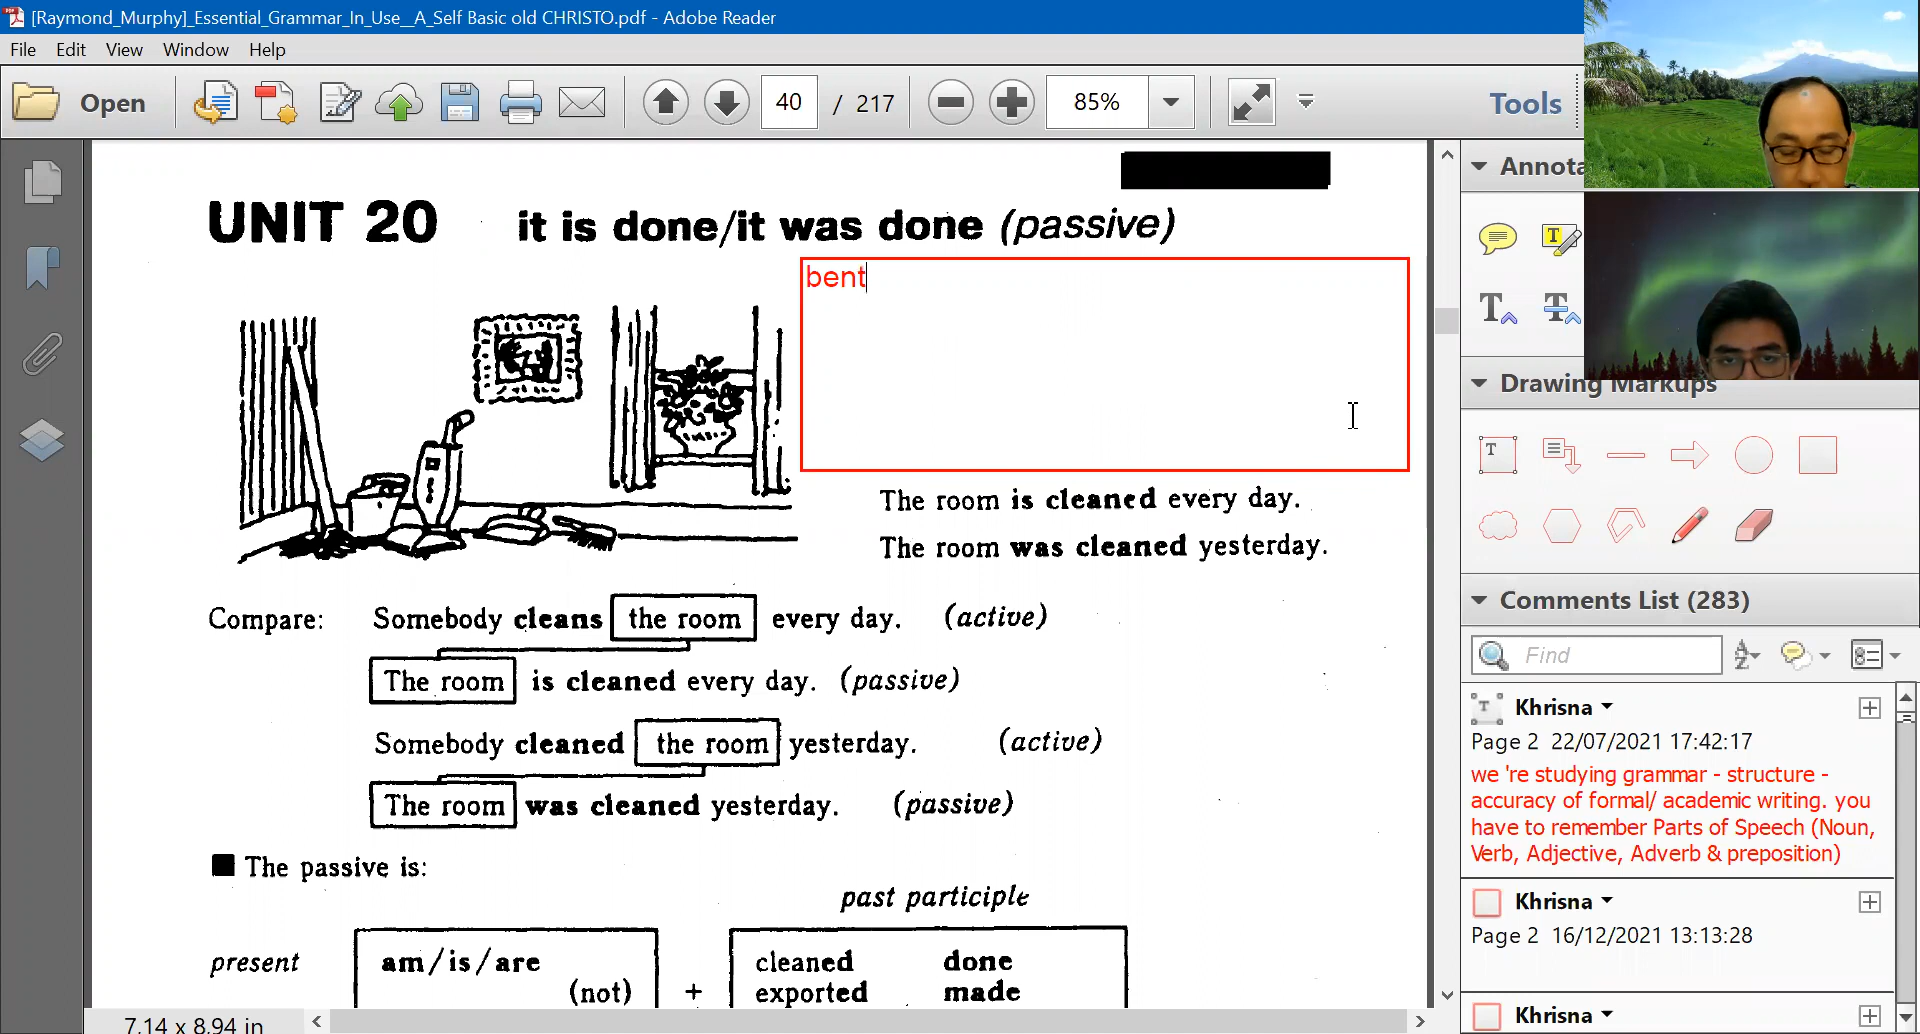 [Raymond_Murphy]_Essential_Grammar_In_Use__A_Self Basic old CHRISTO.pdf - Adobe Reader
File Edit View Window Help
Open 40 / 217 85% Tools
UNIT 20 it is done/it was done (passive)
bent
The room is cleaned every day.
The room was cleaned yesterday.
Compare: Somebody cleans the room every day. (active)
The room is cleaned every day. (passive)
Somebody cleaned the room yesterday. (active)
The room was cleaned yesterday. (passive)
The passive is:
past participle
present am/is/are (not) + cleaned done
exported made
7,14 x 8,94 in
Annota
Drawing Markups
Comments List (283)
Find
Khrisna
Page 2 22/07/2021 17:42:17
we 're studying grammar - structure -
accuracy of formal/ academic writing. you
have to remember Parts of Speech (Noun,
Verb, Adjective, Adverb & preposition)
Khrisna
Page 2 16/12/2021 13:13:28
Khrisna